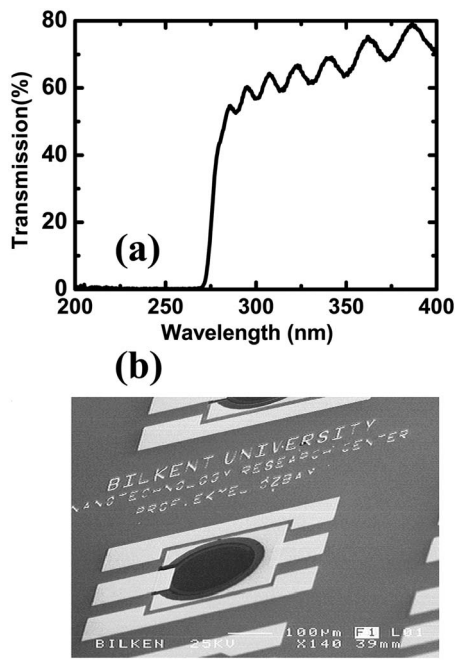 (a)
Transmission(%)
80
60
40
20
0
200
250
300
350
400
Wavelength (nm)
(b)
BILKENT UNIVERSITY
NANOTECHNOLOGY RESEARCH CENTER
PROF.EKMEL ÖZBAY
100µm F1 L01
BILKEN 25KV X140 39mm